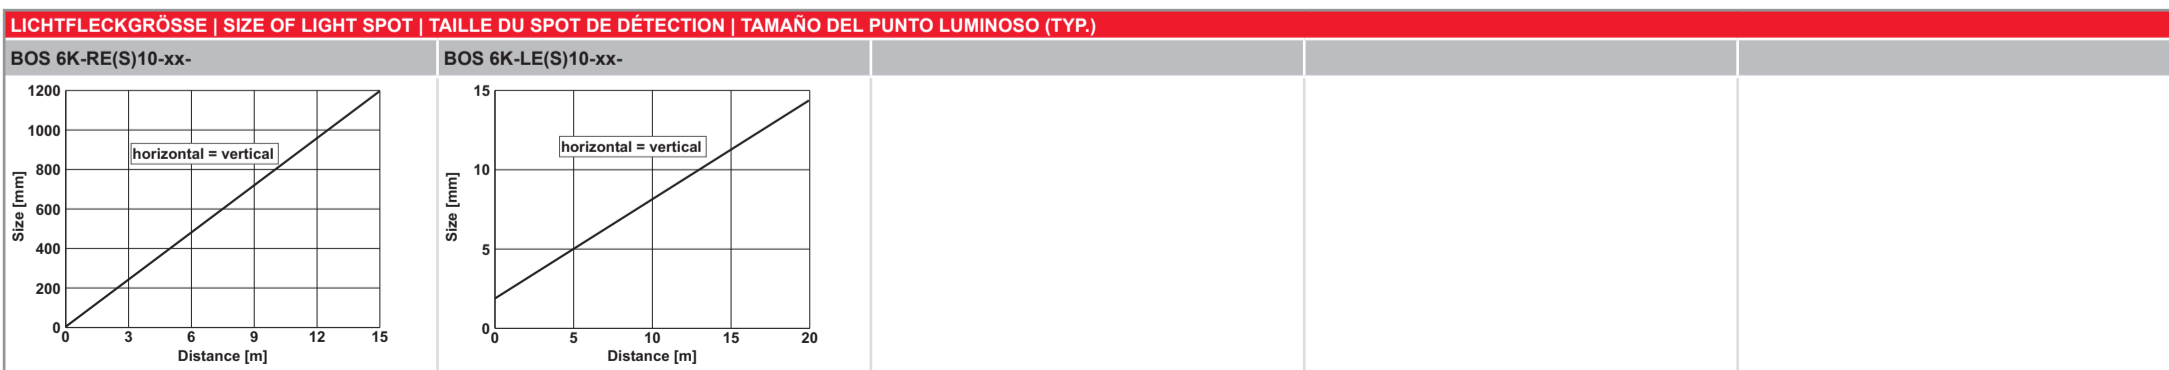 LICHTFLECKGRÖSSE | SIZE OF LIGHT SPOT | TAILLE DU SPOT DE DÉTECTION | TAMAÑO DEL PUNTO LUMINOSO (TYP.)
BOS 6K-RE(S)10-xx-
BOS 6K-LE(S)10-xx-
1200
1000
800
600
400
200
0
Size [mm]
horizontal = vertical
0 3 6 9 12 15
Distance [m]
15
10
5
0
Size [mm]
horizontal = vertical
0 5 10 15 20
Distance [m]